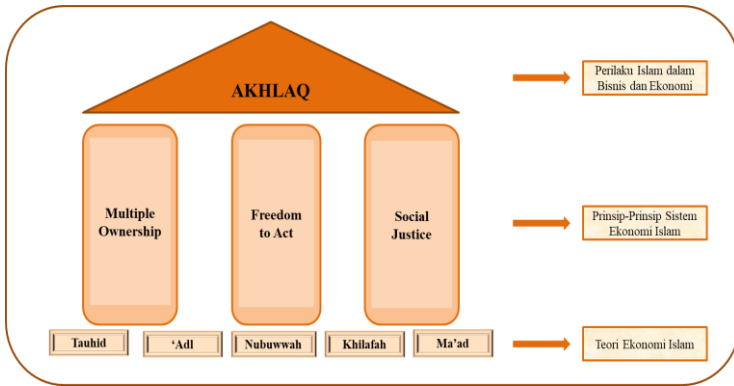 AKHLAQ
Perilaku Islam dalam
Bisnis dan Ekonomi
Multiple
Ownership
Freedom
to Act
Social
Justice
Prinsip-Prinsip Sistem
Ekonomi Islam
Tauhid
‘Adl
Nubuwwah
Khilafah
Ma’ad
Teori Ekonomi Islam